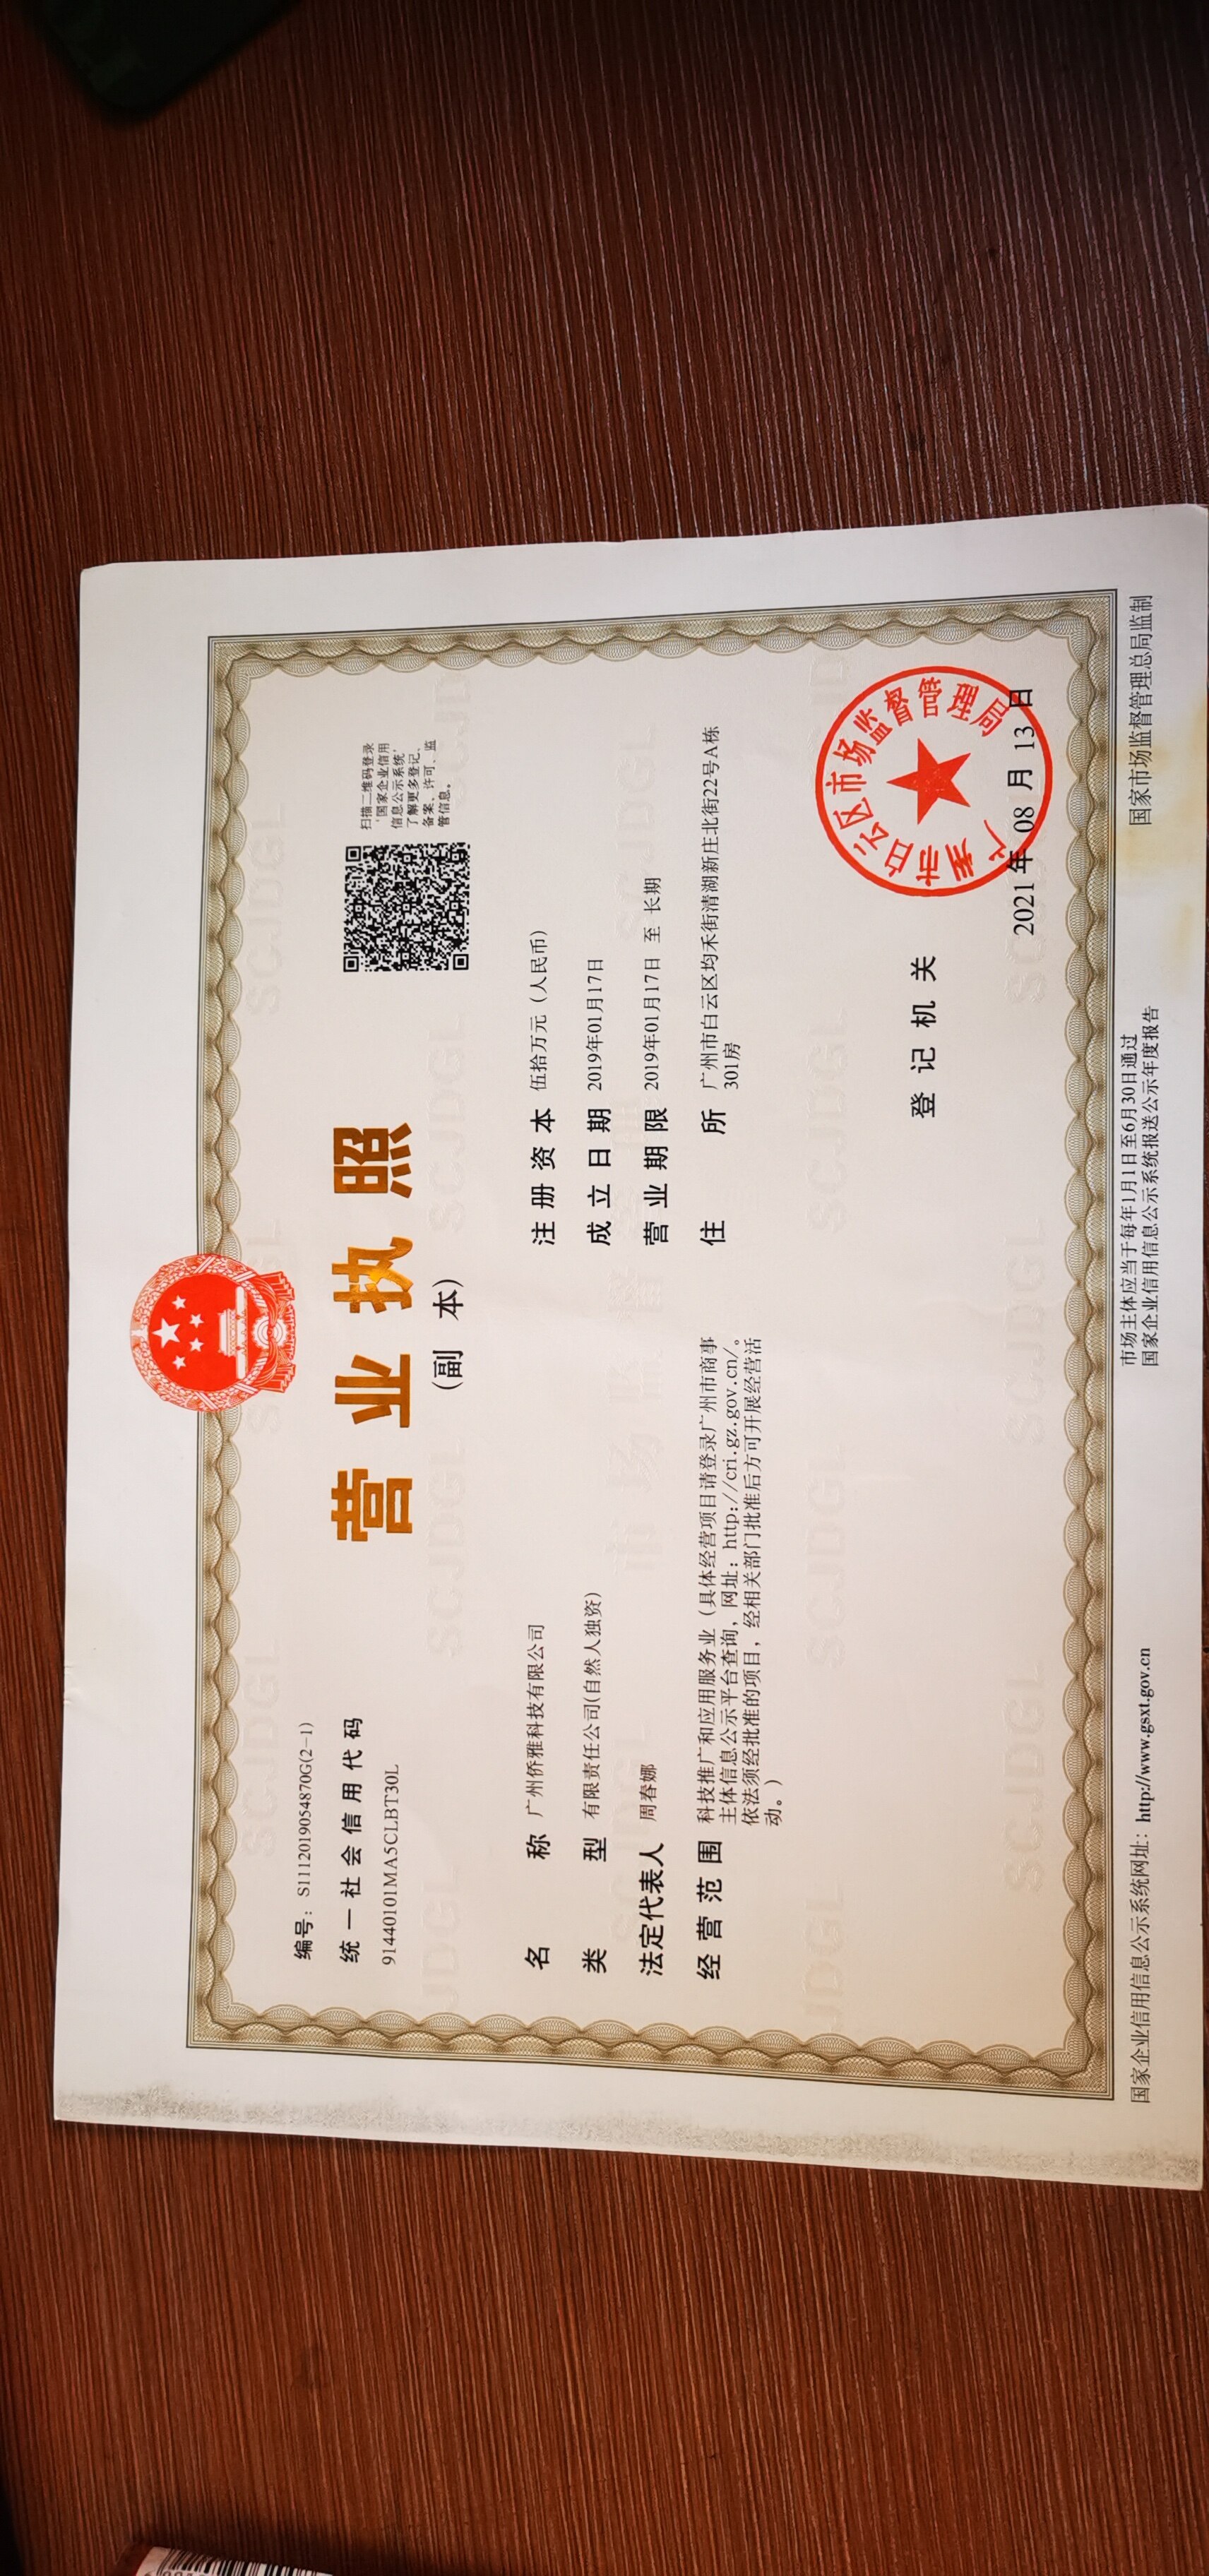 编号：S1112019054870G(2-1)
统一社会信用代码
91440101MA5CLBT30L
营业执照
(副 本)
扫描二维码登录
‘国家企业信用
信息公示系统’
了解更多登记、
备案、许可、监
管信息。
名 称 广州侨雅科技有限公司
类 型 有限责任公司(自然人独资)
法定代表人 周春娜
经营范围 科技推广和应用服务业（具体经营项目请登录广州市商事
主体信息公示平台查询，网址：http://cri.gz.gov.cn/。
依法须经批准的项目，经相关部门批准后方可开展经营活
动。）
注册资本 伍拾万元（人民币）
成立日期 2019年01月17日
营业期限 2019年01月17日 至 长期
住 所 广州市白云区均禾街清湖新庄北街22号A栋
301房
登记机关
广州市白云区市场监督管理局
2021年 08月 13日
国家企业信用信息公示系统网址：http://www.gsxt.gov.cn
市场主体应当于每年1月1日至6月30日通过
国家企业信用信息公示系统报送公示年度报告
国家市场监督管理总局监制